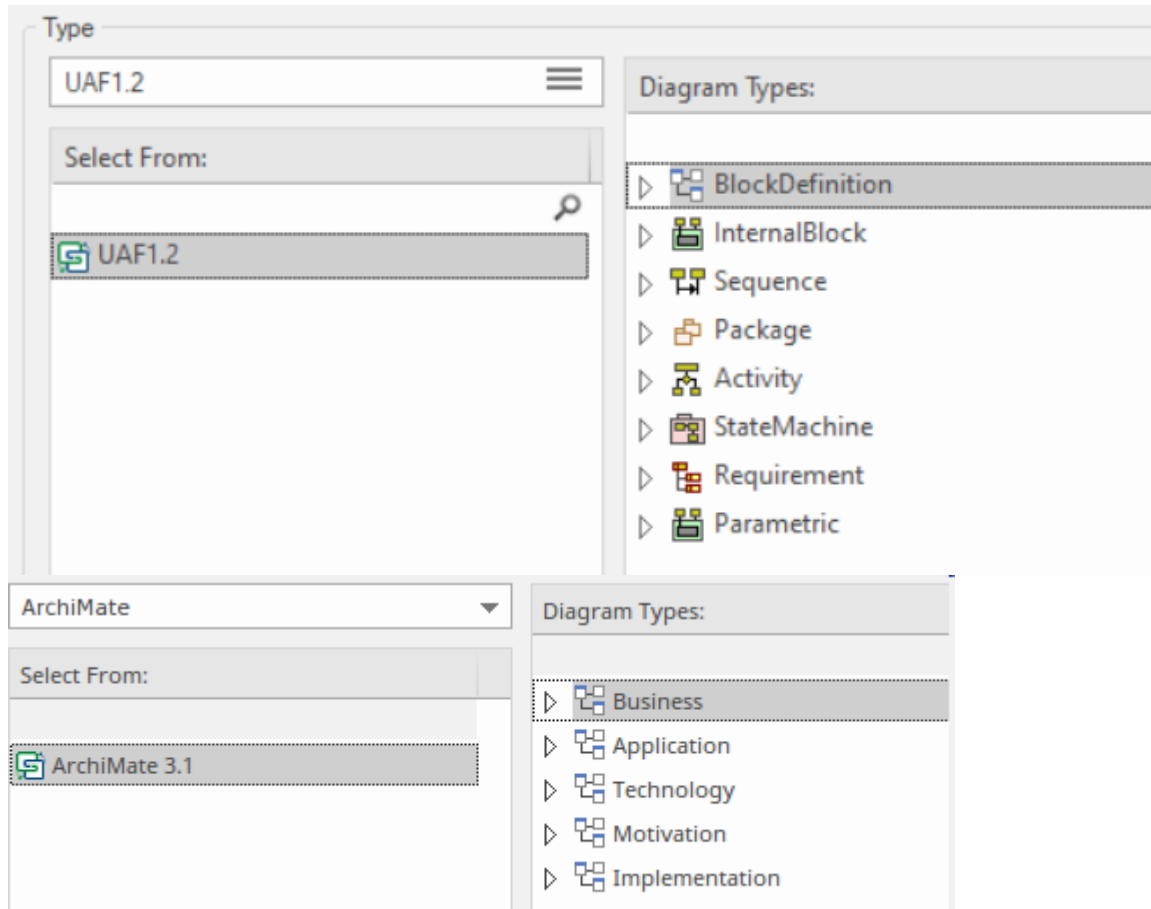 Type
UAF1.2
Select From:
UAF1.2
Diagram Types:
BlockDefinition
InternalBlock
Sequence
Package
Activity
StateMachine
Requirement
Parametric
ArchiMate
Select From:
ArchiMate 3.1
Diagram Types:
Business
Application
Technology
Motivation
Implementation